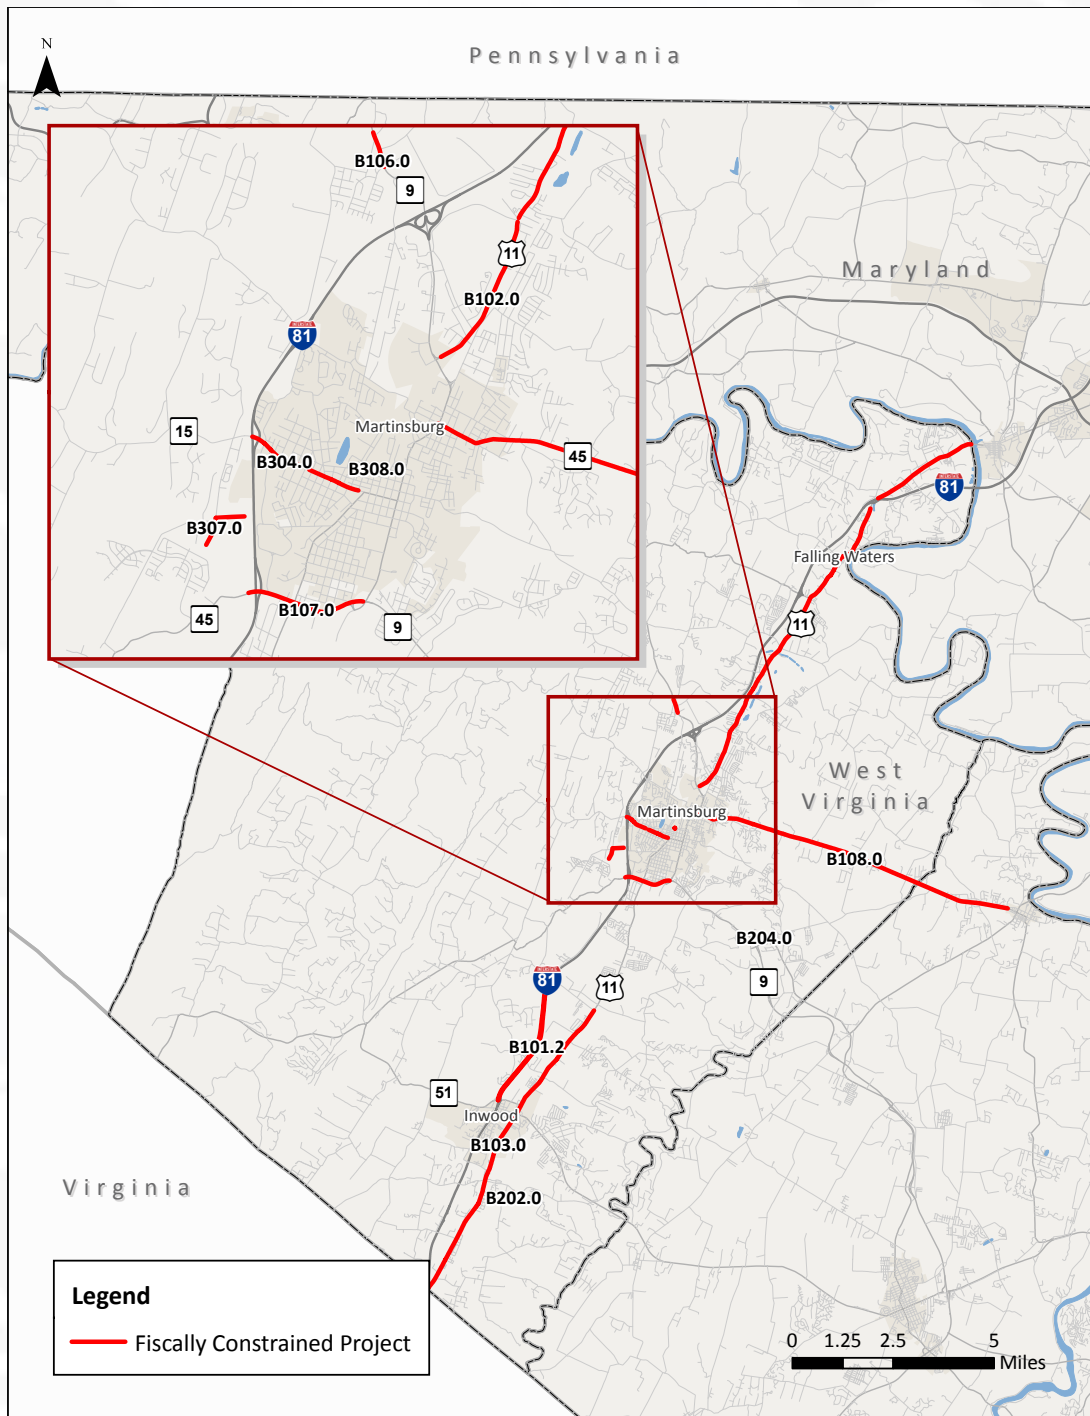 N
Pennsylvania
B106.0
9
11
B102.0
Maryland
81
15
Martinsburg
B304.0
B308.0
45
81
B307.0
Falling Waters
B107.0
45
9
11
West
Virginia
Martinsburg
B108.0
B204.0
9
81
11
B101.2
51
Inwood
B103.0
Virginia
B202.0
Legend
Fiscally Constrained Project
0 1.25 2.5 5
Miles